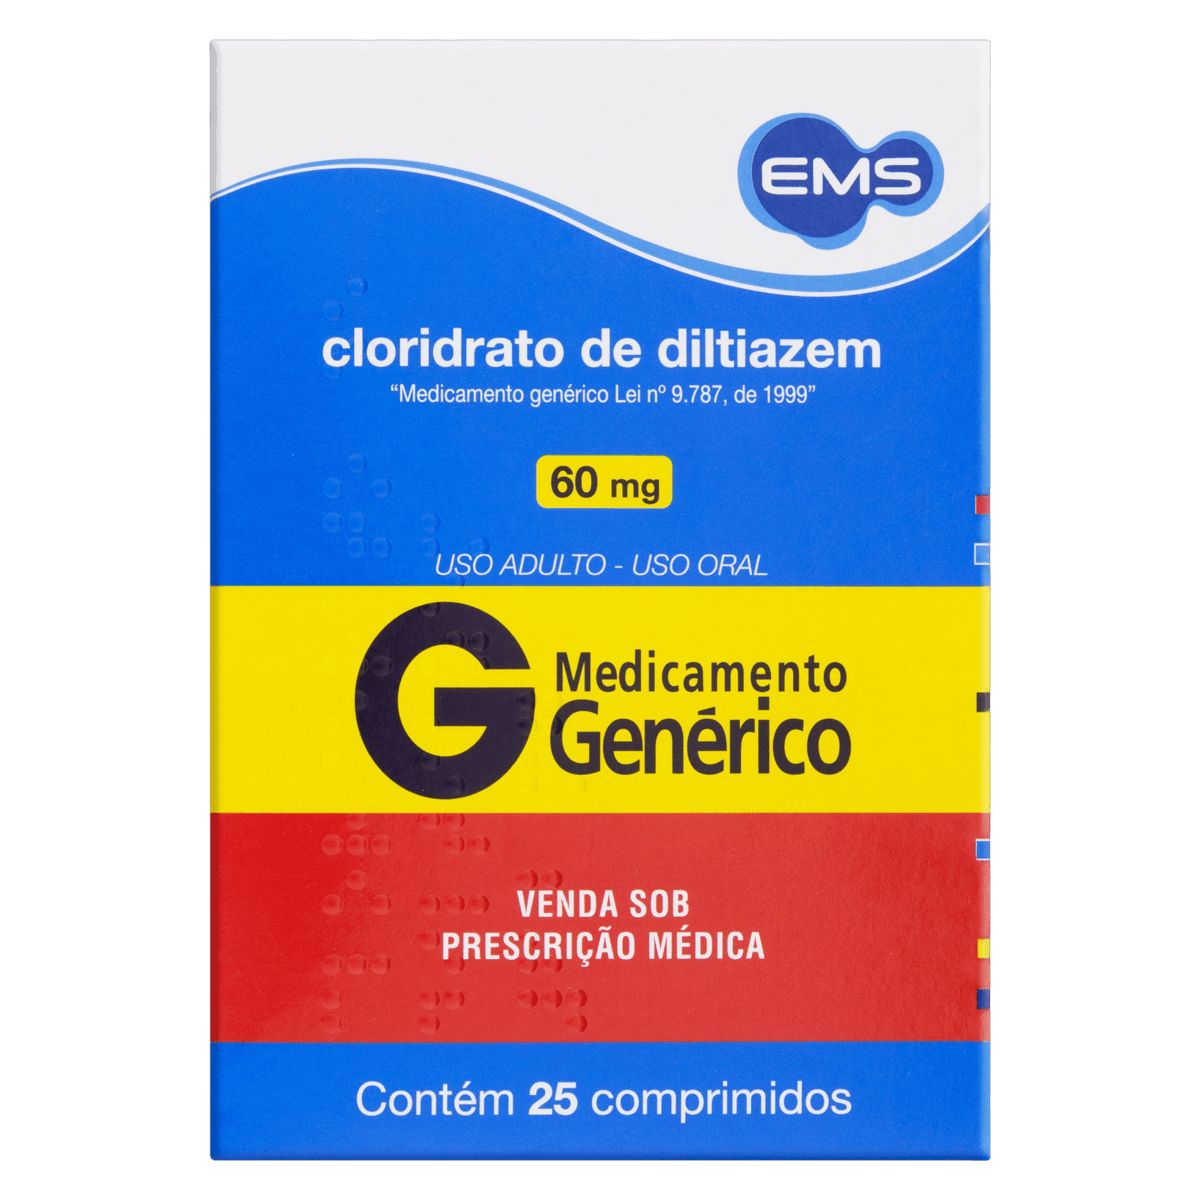 EMS
cloridrato de diltiazem
“Medicamento genérico Lei nº 9.787, de 1999”
60 mg
USO ADULTO - USO ORAL
G Medicamento
Genérico
VENDA SOB
PRESCRIÇÃO MÉDICA
Contém 25 comprimidos